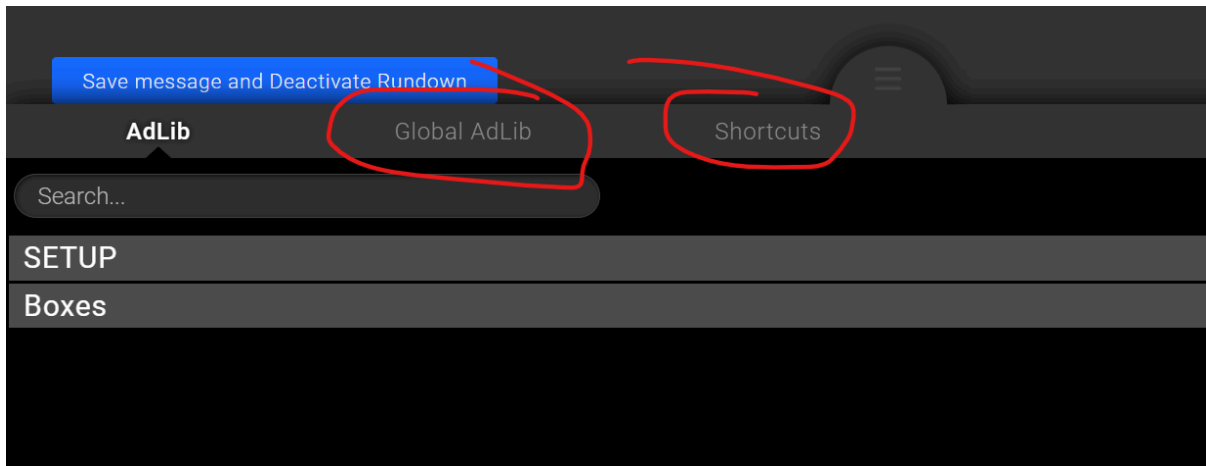 Save message and Deactivate Rundown
AdLib Global AdLib Shortcuts
Search...
SETUP
Boxes